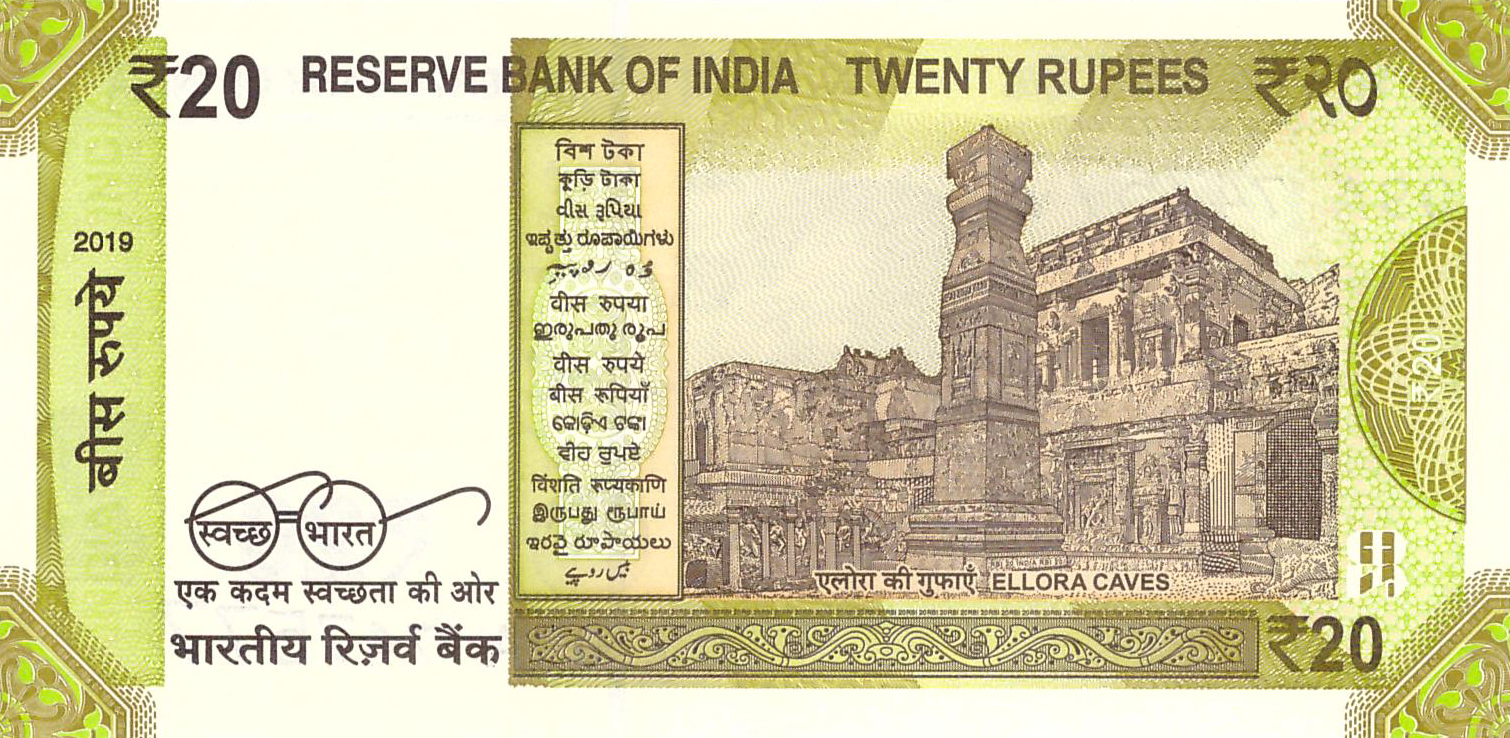 ₹20 RESERVE BANK OF INDIA TWENTY RUPEES ₹२०
2019
बीस रुपये
বিশ টকা
কুড়ি টাকা
વીસ રૂપિયા
ಇಪ್ಪತ್ತು ರೂಪಾಯಿಗಳು
वीस रुपया
ഇരുപതു രൂപ
वीस रुपये
बीस रुपियाँ
କୋଡ଼ିଏ ଟଙ୍କା
ਵੀਹ ਰੁਪਏ
विंशति रूप्यकाणि
இருபது ரூபாய்
ఇరవై రూపాయలు
بیس روپے
₹20
स्वच्छ भारत
एक कदम स्वच्छता की ओर
भारतीय रिज़र्व बैंक
एलोरा की गुफाएँ ELLORA CAVES
₹20